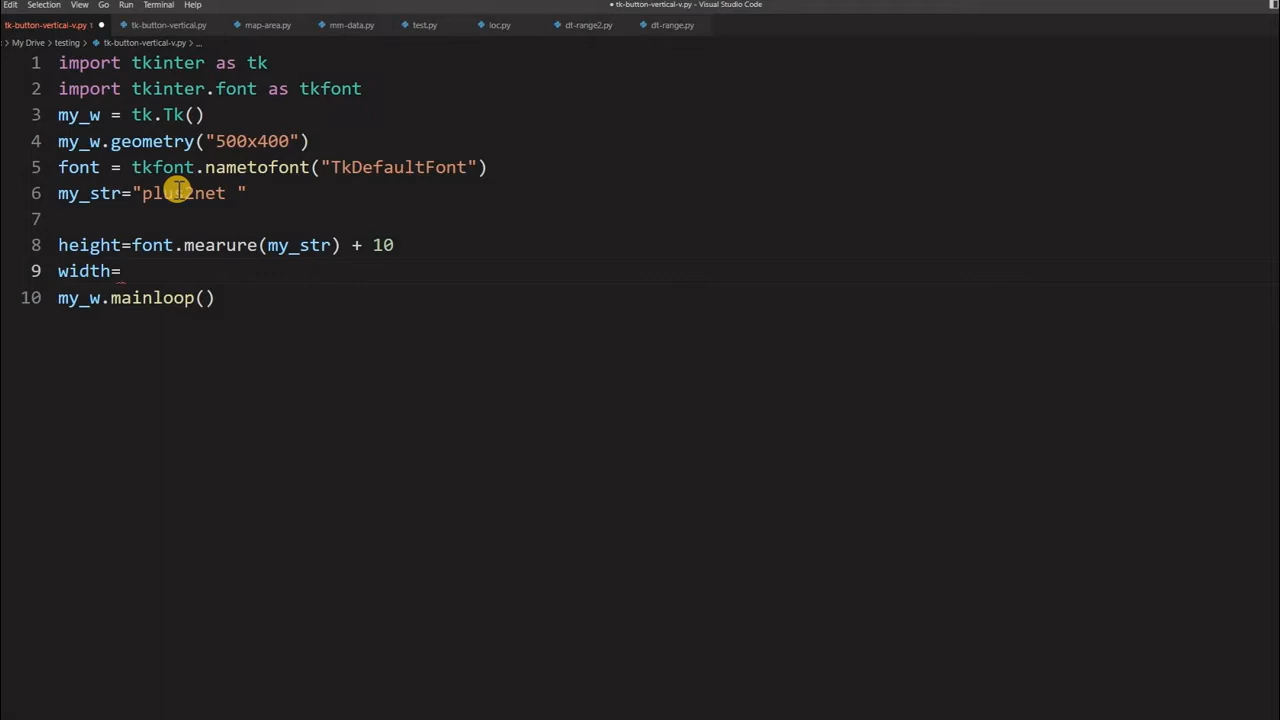 Edit Selection View Go Run Terminal Help ● tk-button-vertical-v.py - Visual Studio Code
tk-button-vertical-v.py 1 ● tk-button-vertical.py map-area.py mm-data.py test.py loc.py dt-range2.py dt-range.py
> My Drive > testing > tk-button-vertical-v.py > ...
1 import tkinter as tk
2 import tkinter.font as tkfont
3 my_w = tk.Tk()
4 my_w.geometry("500x400")
5 font = tkfont.nametofont("TkDefaultFont")
6 my_str="plus2net "
7
8 height=font.mearure(my_str) + 10
9 width=
10 my_w.mainloop()